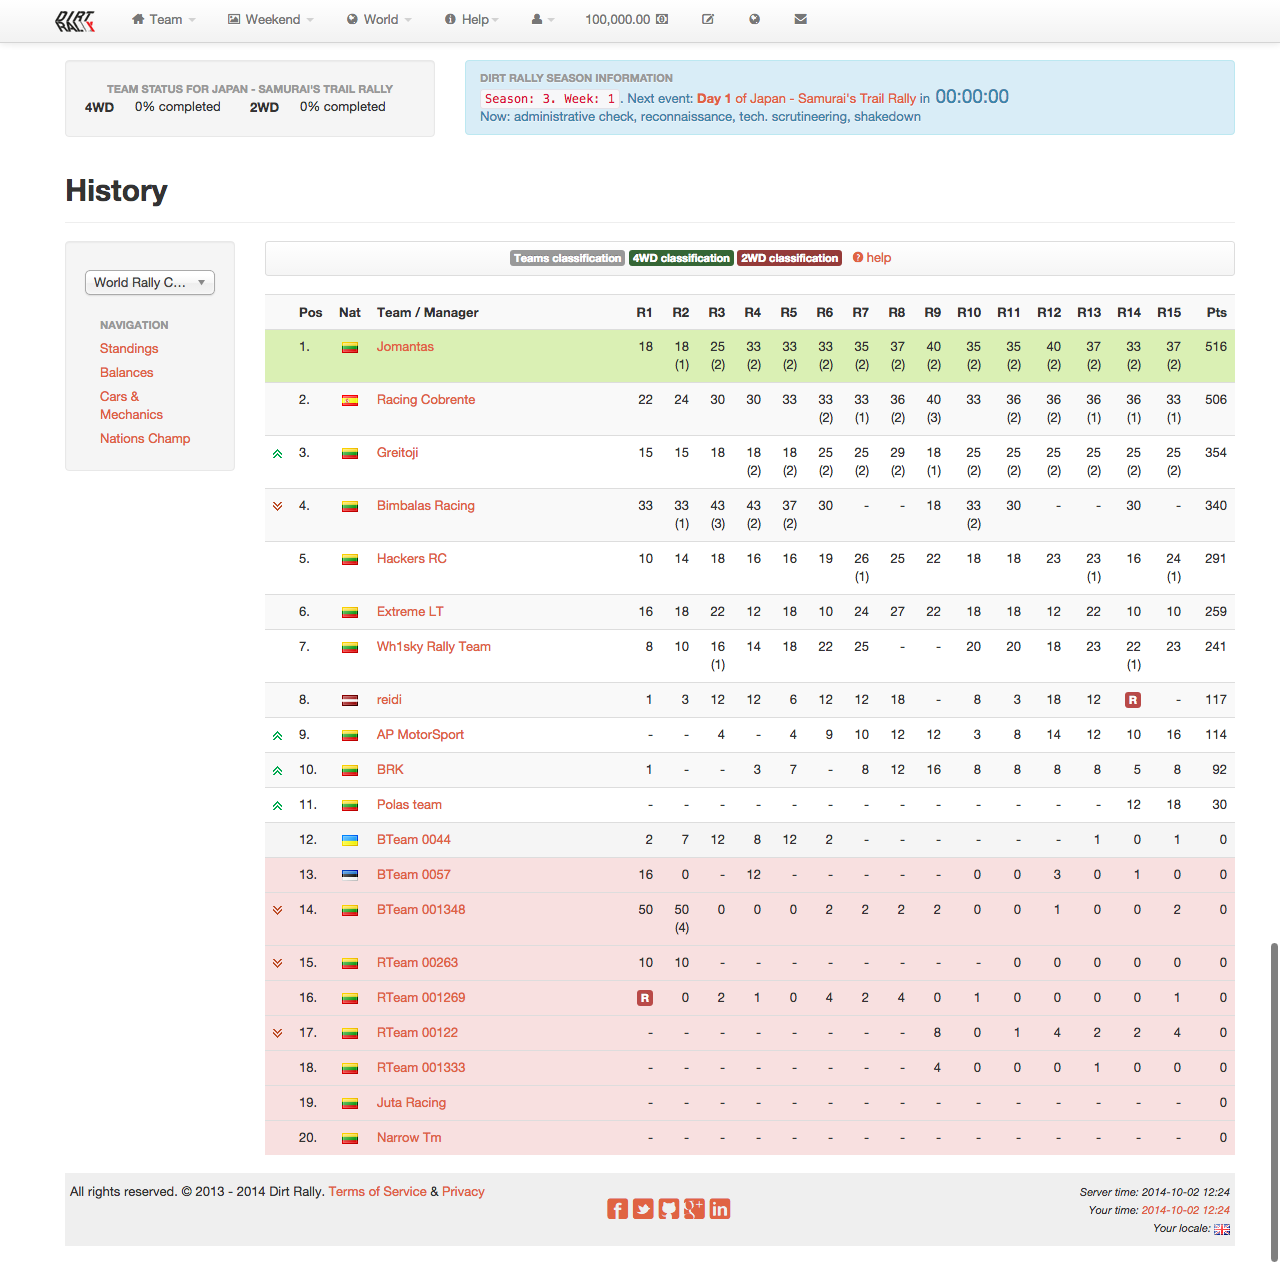 DIRT RALLY
Team Weekend World Help 100,000.00
TEAM STATUS FOR JAPAN - SAMURAI'S TRAIL RALLY
4WD 0% completed 2WD 0% completed
DIRT RALLY SEASON INFORMATION
Season: 3. Week: 1 . Next event: Day 1 of Japan - Samurai's Trail Rally in 00:00:00
Now: administrative check, reconnaissance, tech. scrutineering, shakedown
History
World Rally C...
NAVIGATION
Standings
Balances
Cars &
Mechanics
Nations Champ
Teams classification 4WD classification 2WD classification ? help
Pos Nat Team / Manager R1 R2 R3 R4 R5 R6 R7 R8 R9 R10 R11 R12 R13 R14 R15 Pts
1. Jomantas 18 18 25 33 33 33 35 37 40 35 35 40 37 33 37 516
(1) (2) (2) (2) (2) (2) (2) (2) (2) (2) (2) (2) (2) (2)
2. Racing Cobrente 22 24 30 30 33 33 33 36 40 33 36 36 36 36 33 506
(2) (1) (2) (3) (2) (2) (1) (1) (1)
3. Greitoji 15 15 18 18 18 25 25 29 18 25 25 25 25 25 25 354
(2) (2) (2) (2) (2) (1) (2) (2) (2) (2) (2) (2)
4. Bimbalas Racing 33 33 43 43 37 30 - - 18 33 30 - - 30 - 340
(1) (3) (2) (2) (2)
5. Hackers RC 10 14 18 16 16 19 26 25 22 18 18 23 23 16 24 291
(1) (1) (1)
6. Extreme LT 16 18 22 12 18 10 24 27 22 18 18 12 22 10 10 259
7. Wh1sky Rally Team 8 10 16 14 18 22 25 - - 20 20 18 23 22 23 241
(1) (1)
8. reidi 1 3 12 12 6 12 12 18 - 8 3 18 12 R - 117
9. AP MotorSport - - 4 - 4 9 10 12 12 3 8 14 12 10 16 114
10. BRK 1 - - 3 7 - 8 12 16 8 8 8 8 5 8 92
11. Polas team - - - - - - - - - - - - - 12 18 30
12. BTeam 0044 2 7 12 8 12 2 - - - - - - 1 0 1 0
13. BTeam 0057 16 0 - 12 - - - - - 0 0 3 0 1 0 0
14. BTeam 001348 50 50 0 0 0 2 2 2 2 0 0 1 0 0 2 0
(4)
15. RTeam 00263 10 10 - - - - - - - - 0 0 0 0 0 0
16. RTeam 001269 R 0 2 1 0 4 2 4 0 1 0 0 0 0 1 0
17. RTeam 00122 - - - - - - - - 8 0 1 4 2 2 4 0
18. RTeam 001333 - - - - - - - - 4 0 0 0 1 0 0 0
19. Juta Racing - - - - - - - - - - - - - - - 0
20. Narrow Tm - - - - - - - - - - - - - - - 0
All rights reserved. © 2013 - 2014 Dirt Rally. Terms of Service & Privacy
Server time: 2014-10-02 12:24
Your time: 2014-10-02 12:24
Your locale: